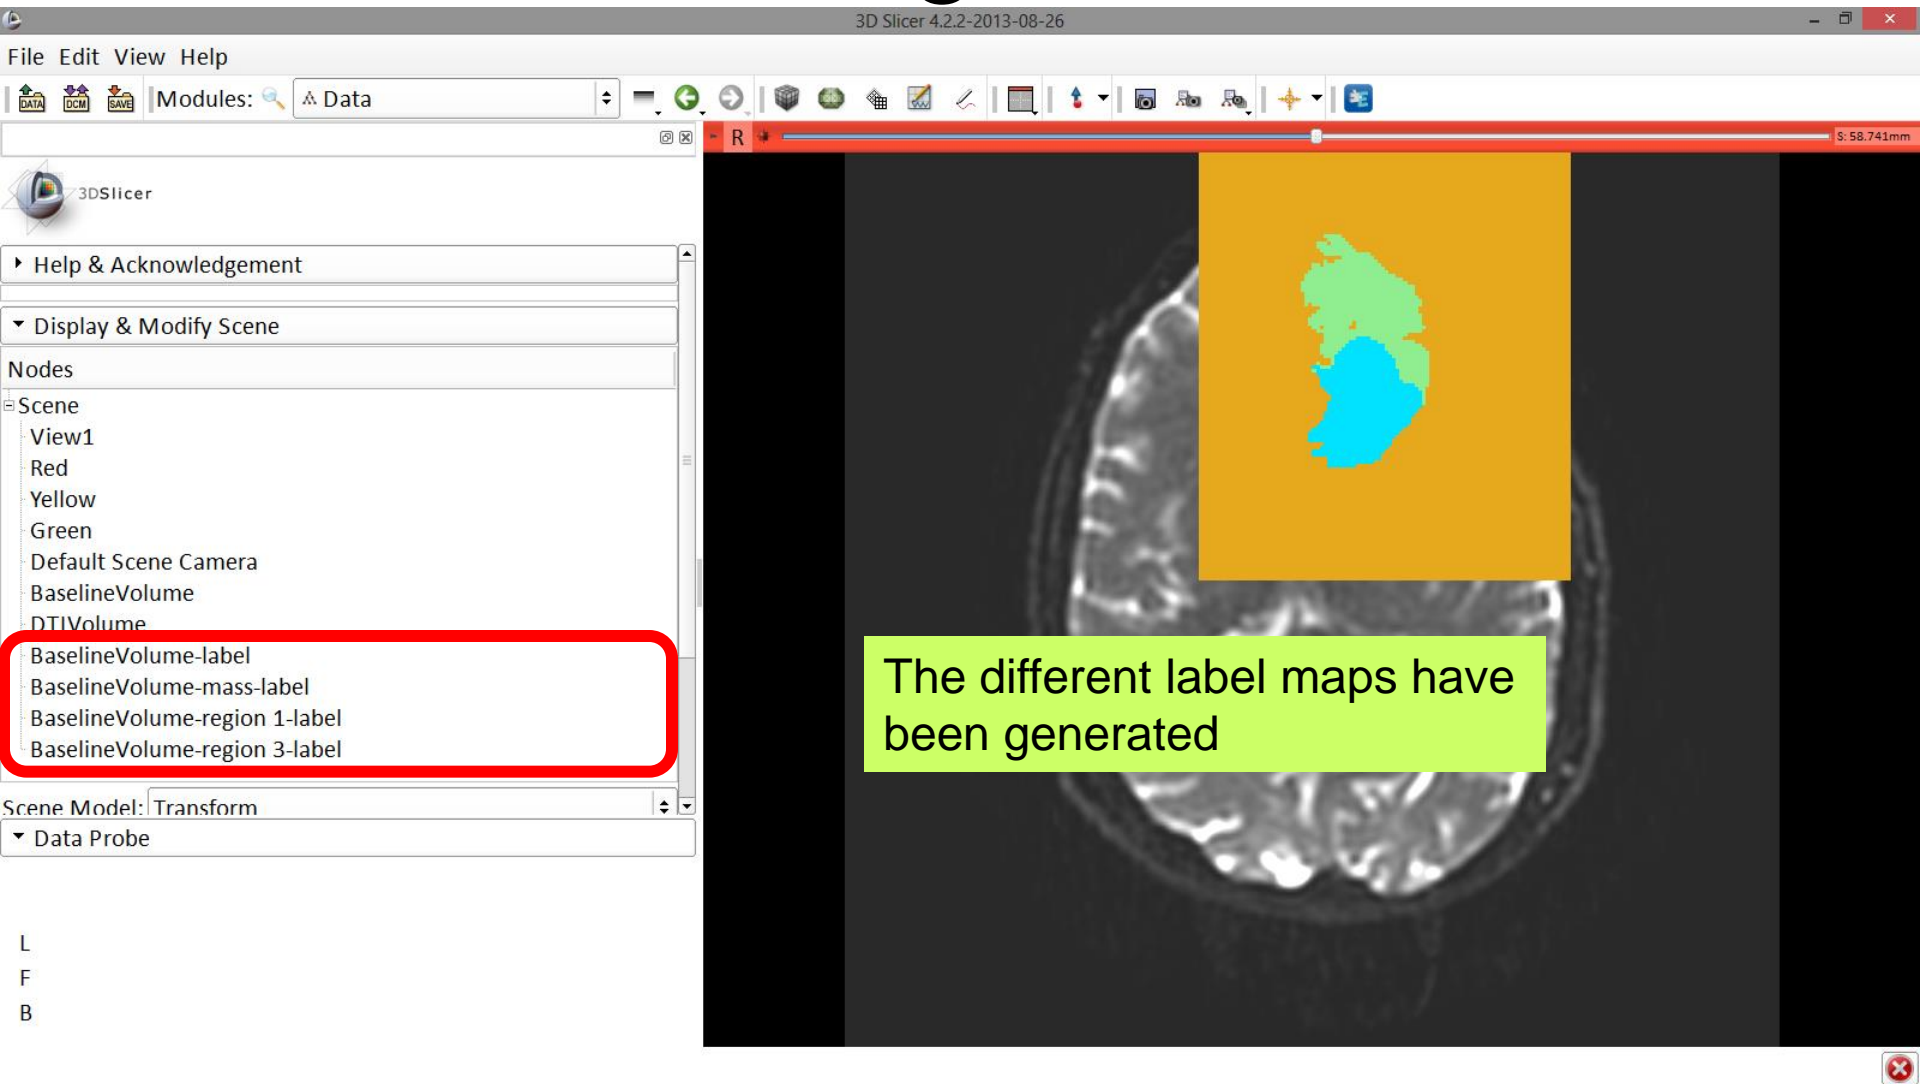 3D Slicer 4.2.2-2013-08-26
File Edit View Help
DATA DCM SAVE Modules: Data
R S: 58.741mm
3DSlicer
Help & Acknowledgement
Display & Modify Scene
Nodes
Scene
View1
Red
Yellow
Green
Default Scene Camera
BaselineVolume
DTIVolume
BaselineVolume-label
BaselineVolume-mass-label
BaselineVolume-region 1-label
BaselineVolume-region 3-label
The different label maps have
been generated
Scene Model: Transform
Data Probe
L
F
B